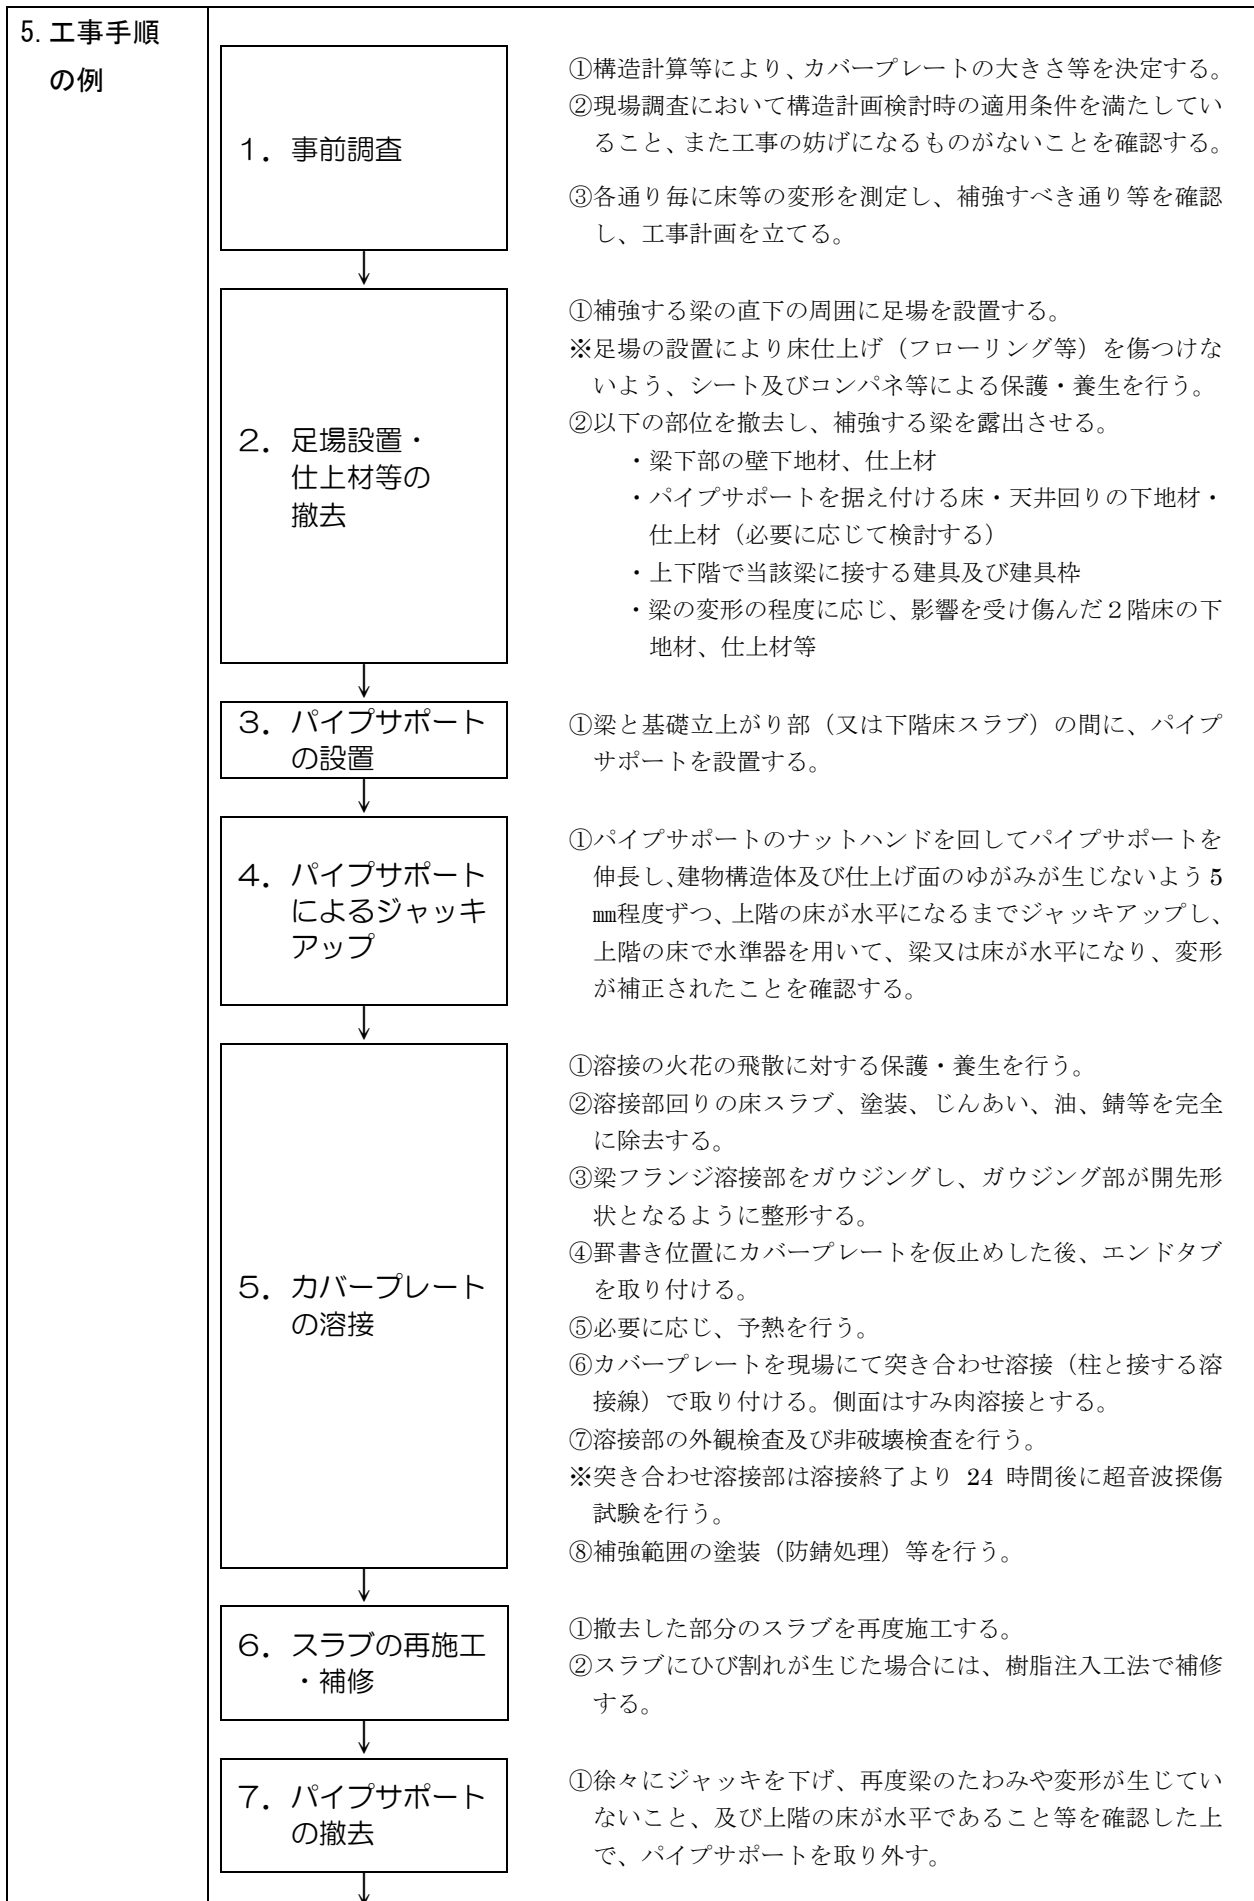 5. 工事手順
の例
1．事前調査
①構造計算等により、カバープレートの大きさ等を決定する。
②現場調査において構造計画検討時の適用条件を満たしてい
ること、また工事の妨げになるものがないことを確認する。
③各通り毎に床等の変形を測定し、補強すべき通り等を確認
し、工事計画を立てる。
2．足場設置・
仕上材等の
撤去
①補強する梁の直下の周囲に足場を設置する。
※足場の設置により床仕上げ（フローリング等）を傷つけな
いよう、シート及びコンパネ等による保護・養生を行う。
②以下の部位を撤去し、補強する梁を露出させる。
・梁下部の壁下地材、仕上材
・パイプサポートを据え付ける床・天井回りの下地材・
仕上材（必要に応じて検討する）
・上下階で当該梁に接する建具及び建具枠
・梁の変形の程度に応じ、影響を受け傷んだ２階床の下
地材、仕上材等
3．パイプサポート
の設置
①梁と基礎立上がり部（又は下階床スラブ）の間に、パイプ
サポートを設置する。
4．パイプサポート
によるジャッキ
アップ
①パイプサポートのナットハンドを回してパイプサポートを
伸長し、建物構造体及び仕上げ面のゆがみが生じないよう 5
㎜程度ずつ、上階の床が水平になるまでジャッキアップし、
上階の床で水準器を用いて、梁又は床が水平になり、変形
が補正されたことを確認する。
5．カバープレート
の溶接
①溶接の火花の飛散に対する保護・養生を行う。
②溶接部回りの床スラブ、塗装、じんあい、油、錆等を完全
に除去する。
③梁フランジ溶接部をガウジングし、ガウジング部が開先形
状となるように整形する。
④罫書き位置にカバープレートを仮止めした後、エンドタブ
を取り付ける。
⑤必要に応じ、予熱を行う。
⑥カバープレートを現場にて突き合わせ溶接（柱と接する溶
接線）で取り付ける。側面はすみ肉溶接とする。
⑦溶接部の外観検査及び非破壊検査を行う。
※突き合わせ溶接部は溶接終了より 24 時間後に超音波探傷
試験を行う。
⑧補強範囲の塗装（防錆処理）等を行う。
6．スラブの再施工
・補修
①撤去した部分のスラブを再度施工する。
②スラブにひび割れが生じた場合には、樹脂注入工法で補修
する。
7．パイプサポート
の撤去
①徐々にジャッキを下げ、再度梁のたわみや変形が生じてい
ないこと、及び上階の床が水平であること等を確認した上
で、パイプサポートを取り外す。